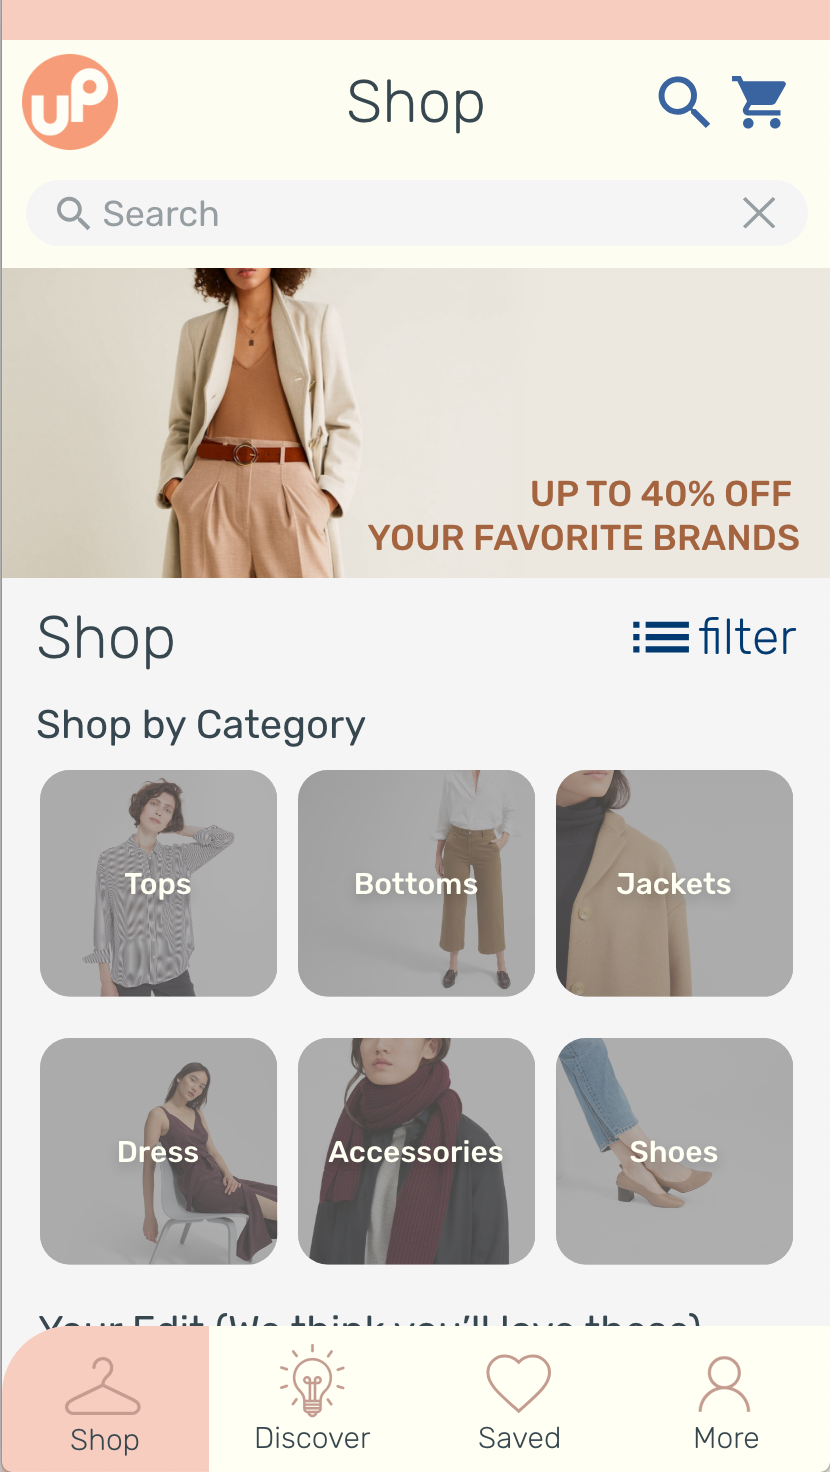 UP
Shop
Search
UP TO 40% OFF
YOUR FAVORITE BRANDS
Shop
filter
Shop by Category
Tops
Bottoms
Jackets
Dress
Accessories
Shoes
Your Edit (We think you'll love these)
Shop
Discover
Saved
More